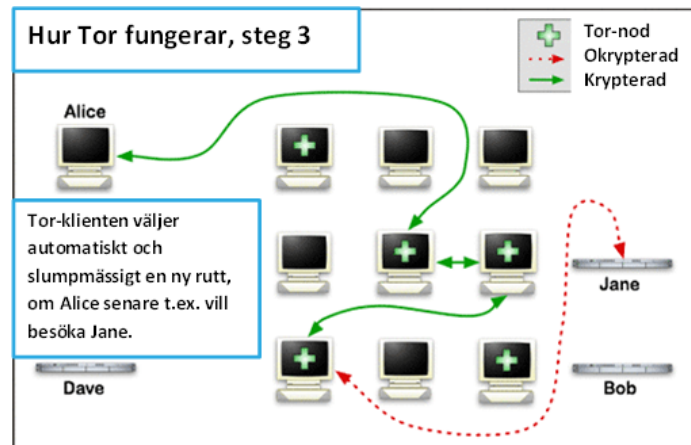 Hur Tor fungerar, steg 3
Tor-nod
Okrypterad
Krypterad
Alice
Tor-klienten väljer
automatiskt och
slumpmässigt en ny rutt,
om Alice senare t.ex. vill
besöka Jane.
Jane
Dave
Bob